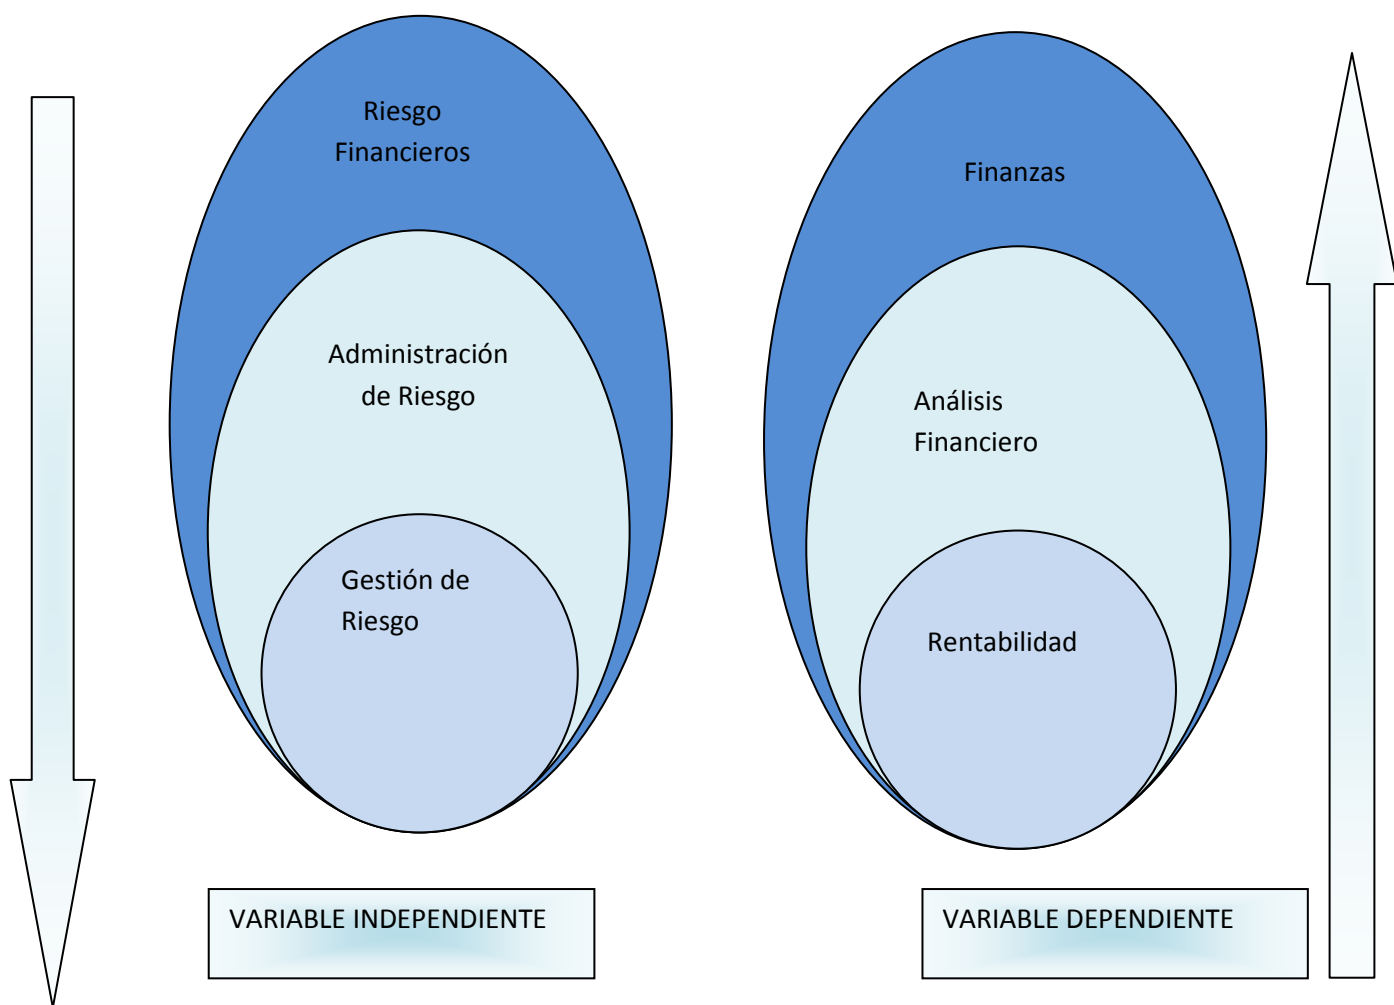 Riesgo
Financieros
Administración
de Riesgo
Gestión de
Riesgo
VARIABLE INDEPENDIENTE
Finanzas
Análisis
Financiero
Rentabilidad
VARIABLE DEPENDIENTE